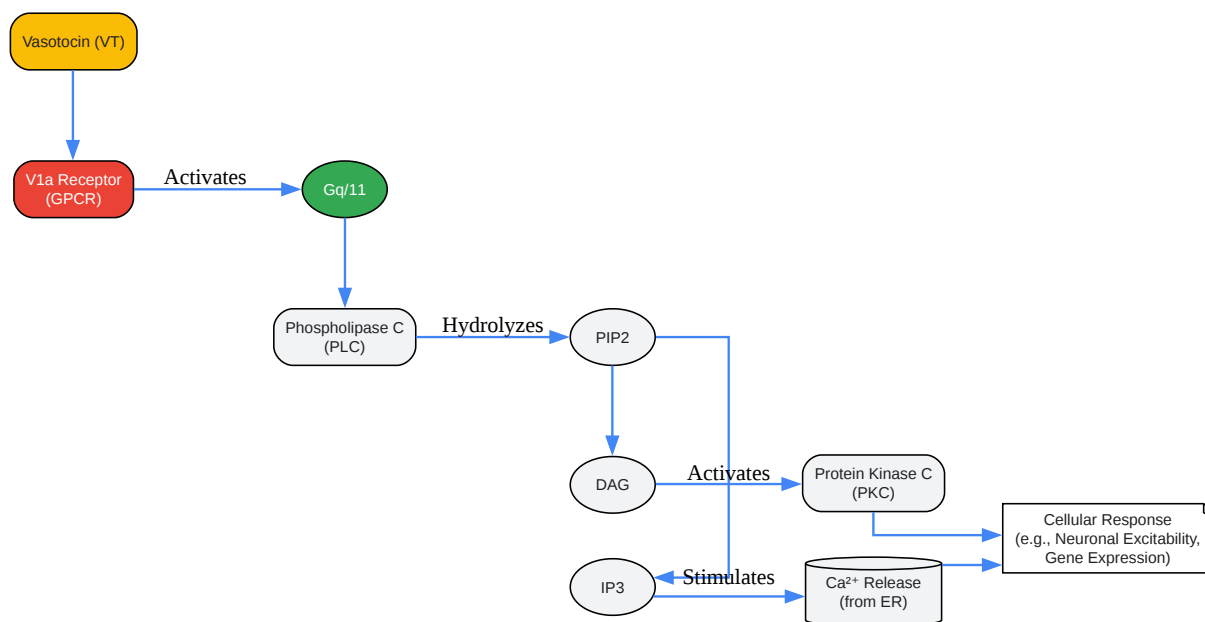 Vasotocin (VT)
V1a Receptor
(GPCR)
Activates
Gq/11
Phospholipase C
(PLC)
Hydrolyzes
PIP2
DAG
Activates
Protein Kinase C
(PKC)
IP3
Stimulates
Ca²⁺ Release
(from ER)
Cellular Response
(e.g., Neuronal Excitability,
Gene Expression)